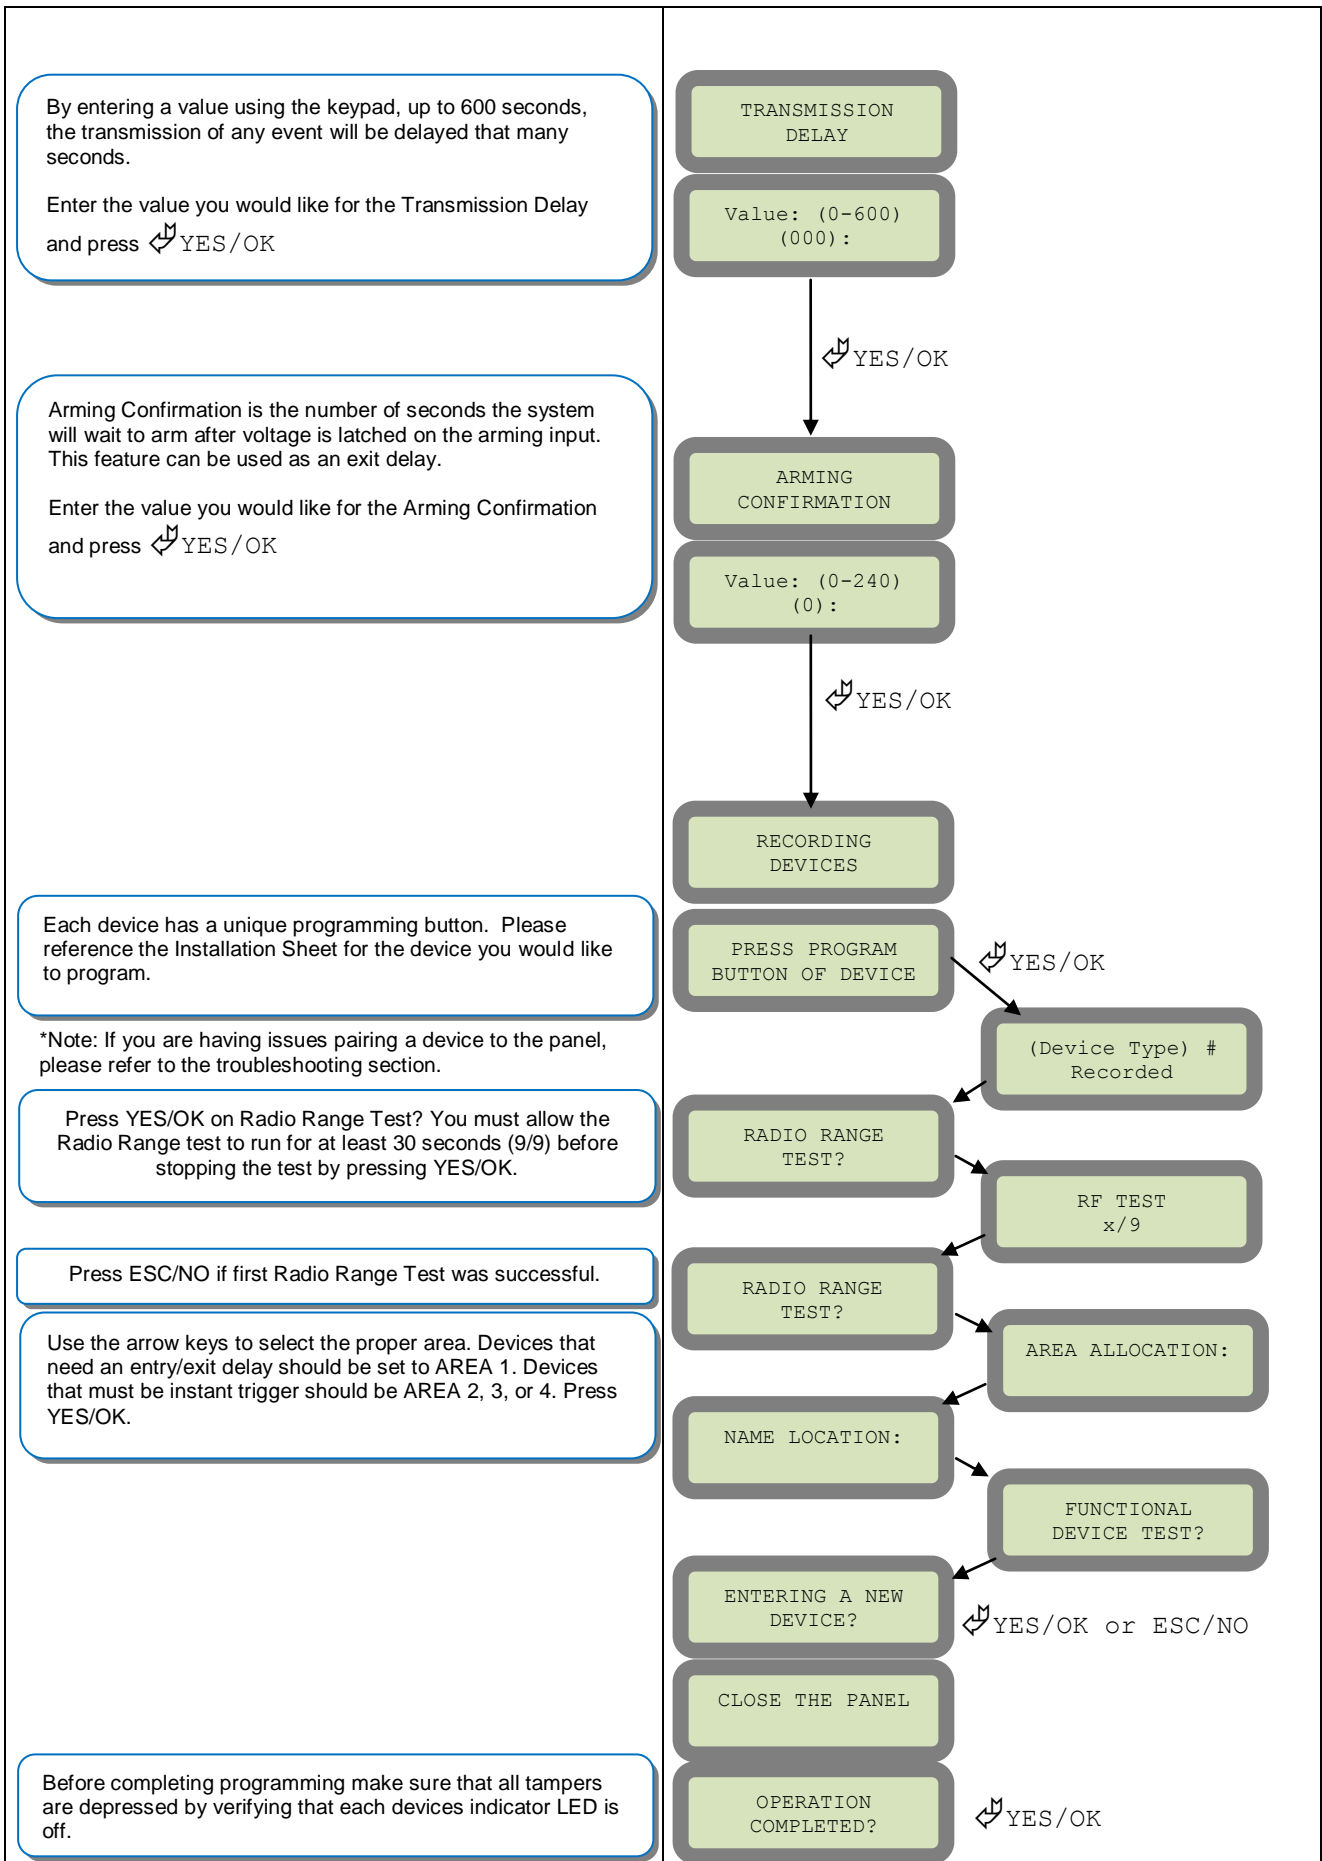 By entering a value using the keypad, up to 600 seconds,
the transmission of any event will be delayed that many
seconds.
Enter the value you would like for the Transmission Delay
and press YES/OK
TRANSMISSION
DELAY
Value: (0-600)
(000):
YES/OK
Arming Confirmation is the number of seconds the system
will wait to arm after voltage is latched on the arming input.
This feature can be used as an exit delay.
Enter the value you would like for the Arming Confirmation
and press YES/OK
ARMING
CONFIRMATION
Value: (0-240)
(0):
YES/OK
RECORDING
DEVICES
Each device has a unique programming button.  Please
reference the Installation Sheet for the device you would like
to program.
PRESS PROGRAM
BUTTON OF DEVICE
YES/OK
*Note: If you are having issues pairing a device to the panel,
please refer to the troubleshooting section.
(Device Type) #
Recorded
Press YES/OK on Radio Range Test? You must allow the
Radio Range test to run for at least 30 seconds (9/9) before
stopping the test by pressing YES/OK.
RADIO RANGE
TEST?
RF TEST
x/9
Press ESC/NO if first Radio Range Test was successful.
RADIO RANGE
TEST?
Use the arrow keys to select the proper area. Devices that
need an entry/exit delay should be set to AREA 1. Devices
that must be instant trigger should be AREA 2, 3, or 4. Press
YES/OK.
AREA ALLOCATION:
NAME LOCATION:
FUNCTIONAL
DEVICE TEST?
ENTERING A NEW
DEVICE?
YES/OK or ESC/NO
CLOSE THE PANEL
Before completing programming make sure that all tampers
are depressed by verifying that each devices indicator LED is
off.
OPERATION
COMPLETED?
YES/OK